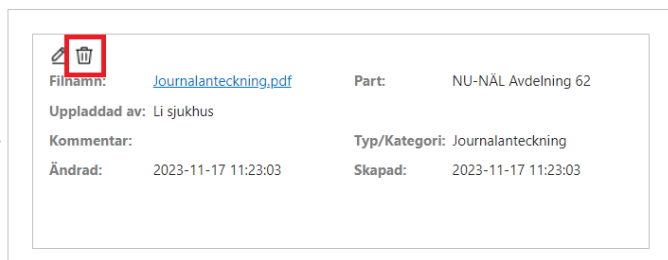 Filnamn: Journalanteckning.pdf Part: NU-NÄL Avdelning 62
Uppladdad av: Li sjukhus
Kommentar: Typ/Kategori: Journalanteckning
Ändrad: 2023-11-17 11:23:03 Skapad: 2023-11-17 11:23:03